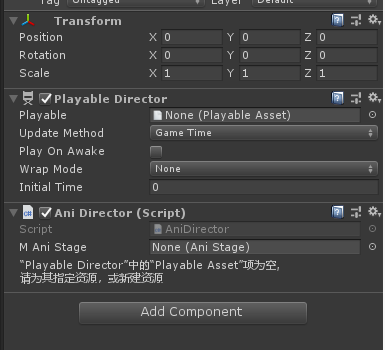 Tag Untagged Layer Default
Transform
Position X 0 Y 0 Z 0
Rotation X 0 Y 0 Z 0
Scale X 1 Y 1 Z 1
Playable Director
Playable None (Playable Asset)
Update Method Game Time
Play On Awake
Wrap Mode None
Initial Time 0
Ani Director (Script)
Script AniDirector
M Ani Stage None (Ani Stage)
“Playable Director”中的“Playable Asset”项为空,
请为其指定资源, 或新建资源
Add Component